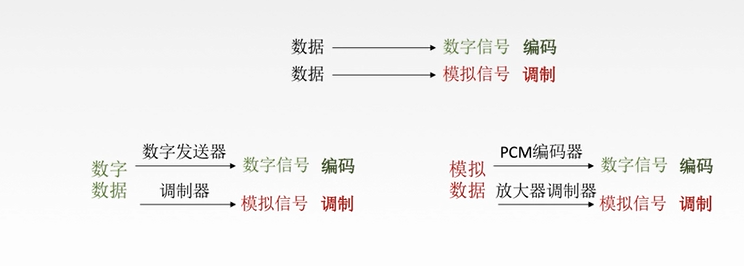 数据 数字信号 编码
数据 模拟信号 调制
数字发送器 PCM编码器
数字 数字信号 编码 模拟 数字信号 编码
数据 调制器 数据 放大器调制器
模拟信号 调制 模拟信号 调制